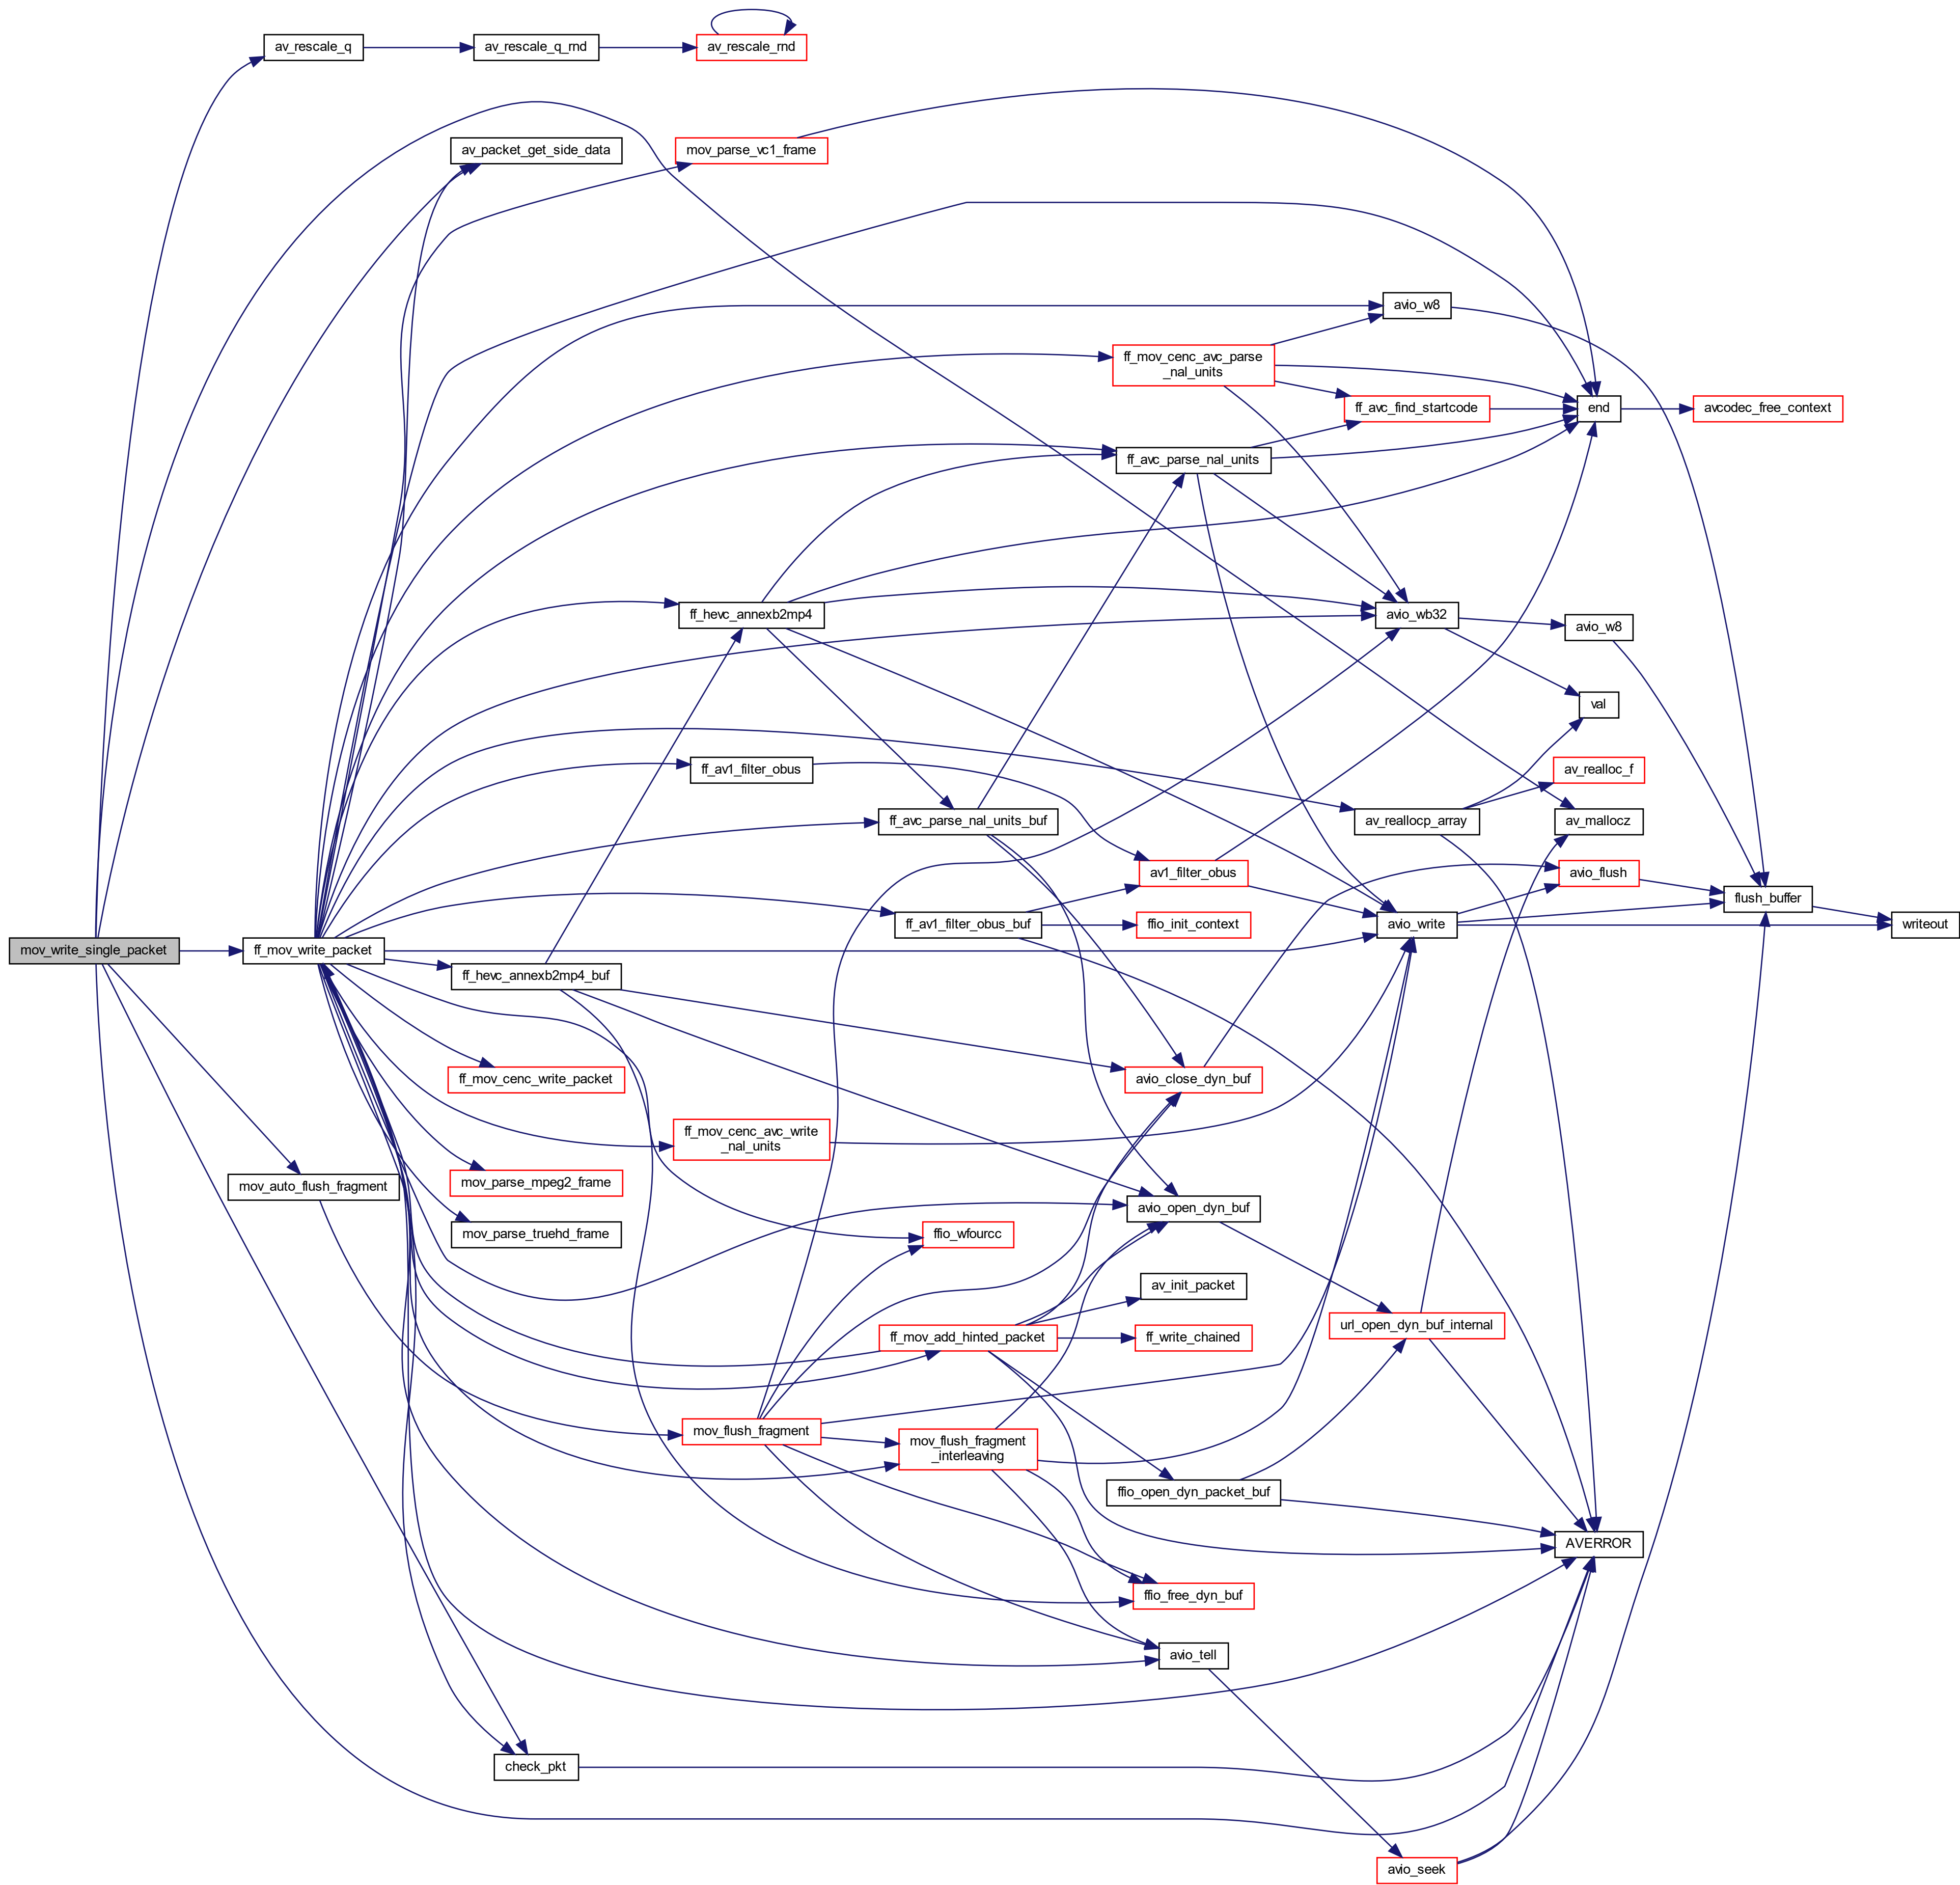 av_rescale_q
av_rescale_q_rnd
av_rescale_rnd
av_packet_get_side_data
mov_parse_vc1_frame
avio_w8
ff_mov_cenc_avc_parse
_nal_units
ff_avc_find_startcode
end
avcodec_free_context
ff_avc_parse_nal_units
ff_hevc_annexb2mp4
avio_wb32
avio_w8
val
ff_av1_filter_obus
av_realloc_f
ff_avc_parse_nal_units_buf
av_reallocp_array
av_mallocz
av1_filter_obus
avio_flush
flush_buffer
ff_av1_filter_obus_buf
ffio_init_context
avio_write
writeout
mov_write_single_packet
ff_mov_write_packet
ff_hevc_annexb2mp4_buf
ff_mov_cenc_write_packet
avio_close_dyn_buf
ff_mov_cenc_avc_write
_nal_units
mov_auto_flush_fragment
mov_parse_mpeg2_frame
avio_open_dyn_buf
mov_parse_truehd_frame
ffio_wfourcc
av_init_packet
ff_mov_add_hinted_packet
ff_write_chained
url_open_dyn_buf_internal
mov_flush_fragment
mov_flush_fragment
_interleaving
ffio_open_dyn_packet_buf
AVERROR
ffio_free_dyn_buf
avio_tell
check_pkt
avio_seek